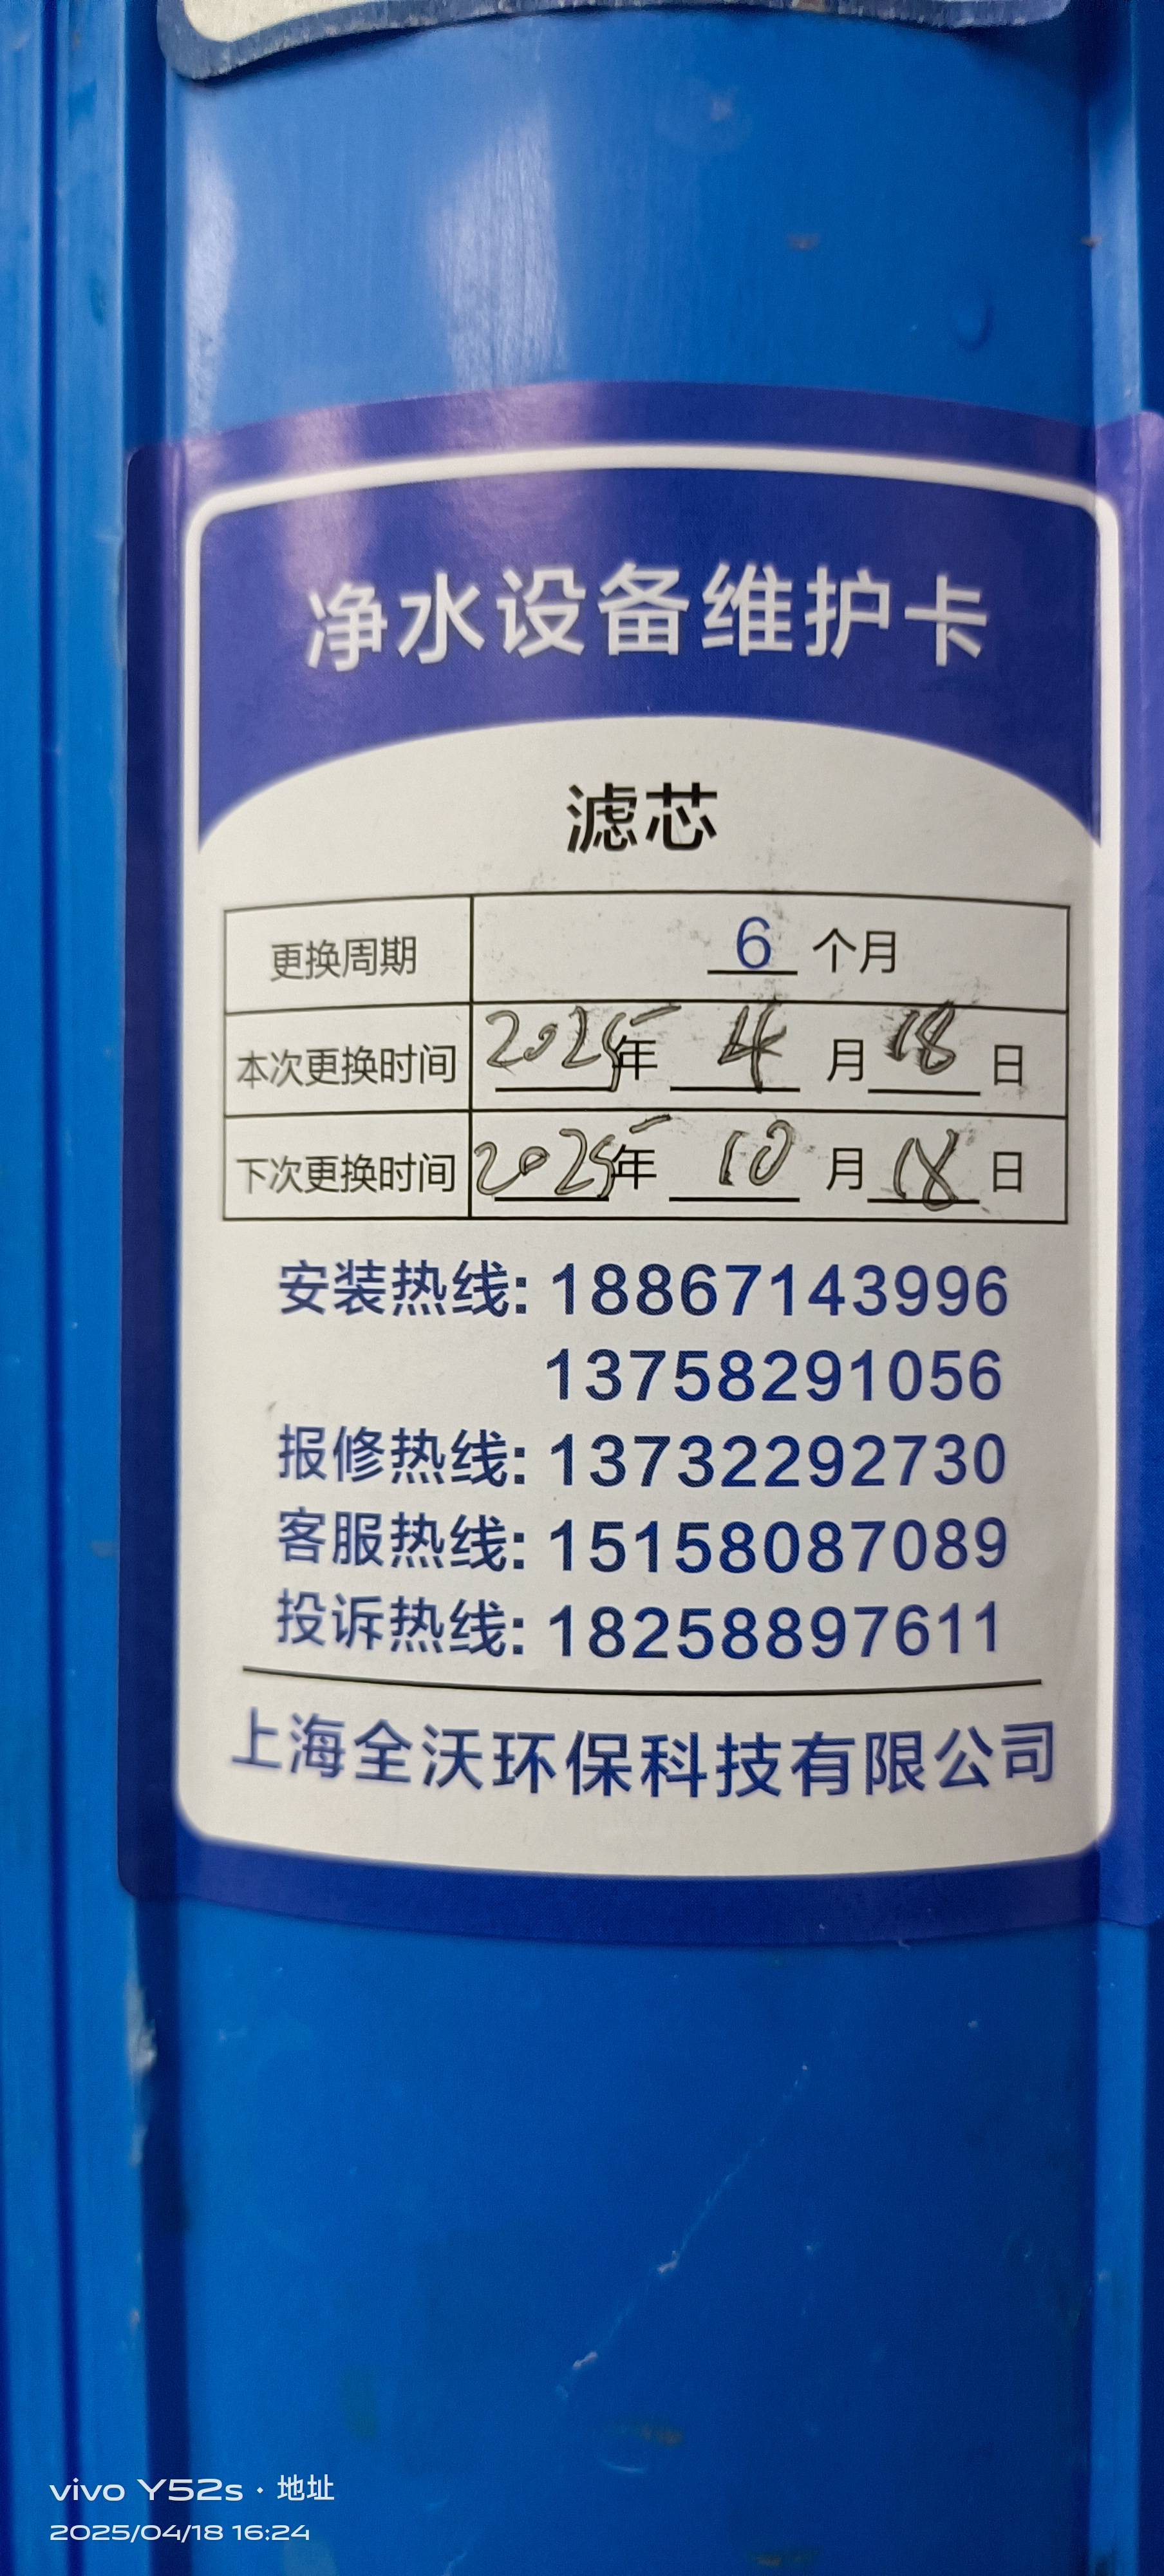 净水设备维护卡
滤芯
更换周期 6 个月
本次更换时间 2025年 4 月 18 日
下次更换时间 2025年 10 月 18 日
安装热线: 18867143996
13758291056
报修热线: 13732292730
客服热线: 15158087089
投诉热线: 18258897611
上海全沃环保科技有限公司
vivo Y52s · 地址
2025/04/18 16:24